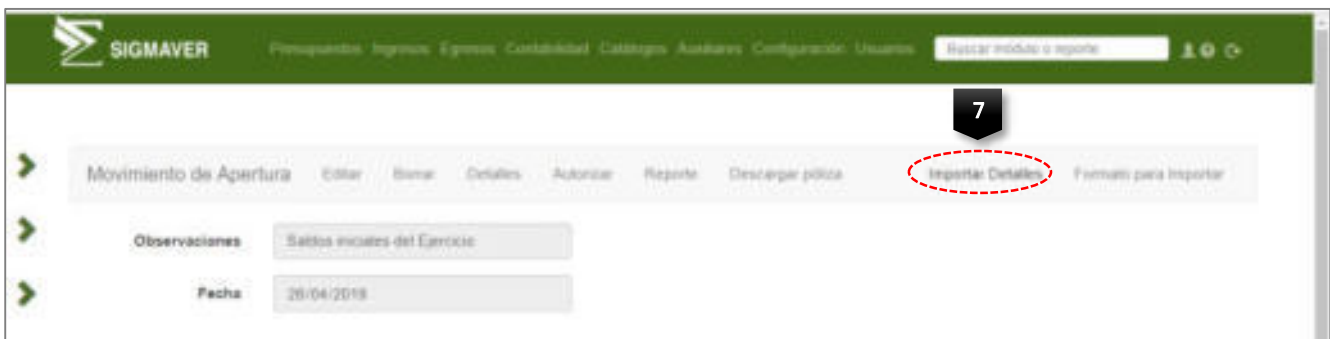 SIGMAVER Presupuestos Ingresos Egresos Contabilidad Catálogos Auxiliares Configuración Usuarios Buscar módulo o reporte
7
Movimiento de Apertura Editar Borrar Detalles Autorizar Reporte Descargar póliza Importar Detalles Formato para Importar
Observaciones Saldos iniciales del Ejercicio
Fecha 26/04/2018